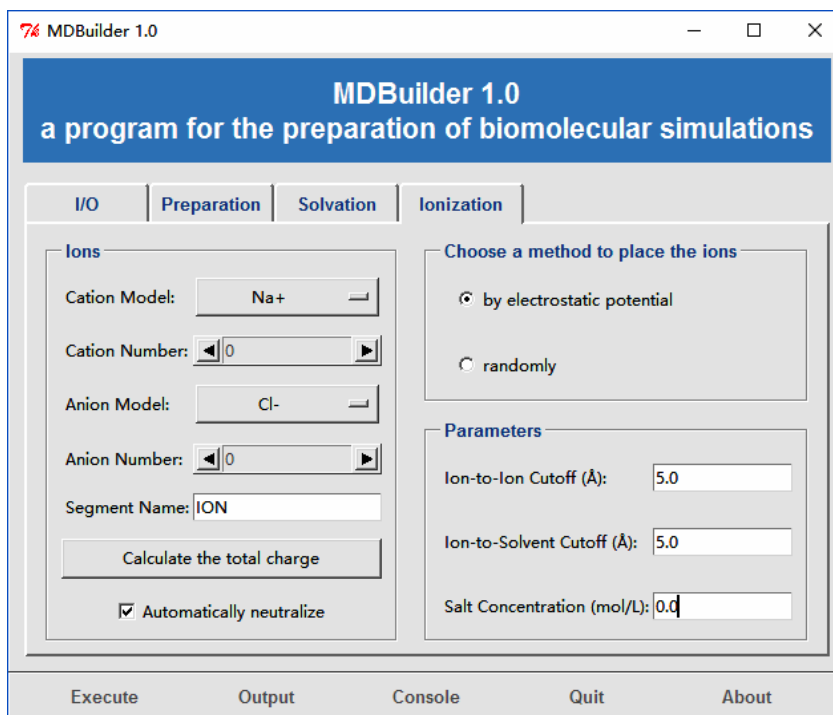 MDBuilder 1.0
MDBuilder 1.0
a program for the preparation of biomolecular simulations
I/O Preparation Solvation Ionization
Ions
Cation Model: Na+
Cation Number: 0
Anion Model: Cl-
Anion Number: 0
Segment Name: ION
Calculate the total charge
Automatically neutralize
Choose a method to place the ions
by electrostatic potential
randomly
Parameters
Ion-to-Ion Cutoff (Å): 5.0
Ion-to-Solvent Cutoff (Å): 5.0
Salt Concentration (mol/L): 0.0
Execute Output Console Quit About